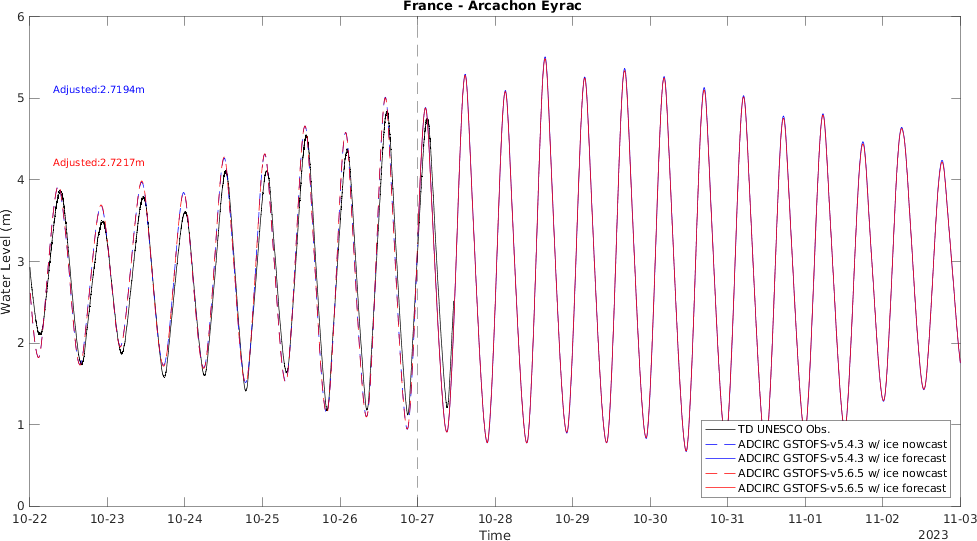 France - Arcachon Eyrac
6
5
4
3
2
1
0
Water Level (m)
Adjusted:2.7194m
Adjusted:2.7217m
TD UNESCO Obs.
ADCIRC GSTOFS-v5.4.3 w/ ice nowcast
ADCIRC GSTOFS-v5.4.3 w/ ice forecast
ADCIRC GSTOFS-v5.6.5 w/ ice nowcast
ADCIRC GSTOFS-v5.6.5 w/ ice forecast
10-22 10-23 10-24 10-25 10-26 10-27 10-28 10-29 10-30 10-31 11-01 11-02 11-03
Time
2023